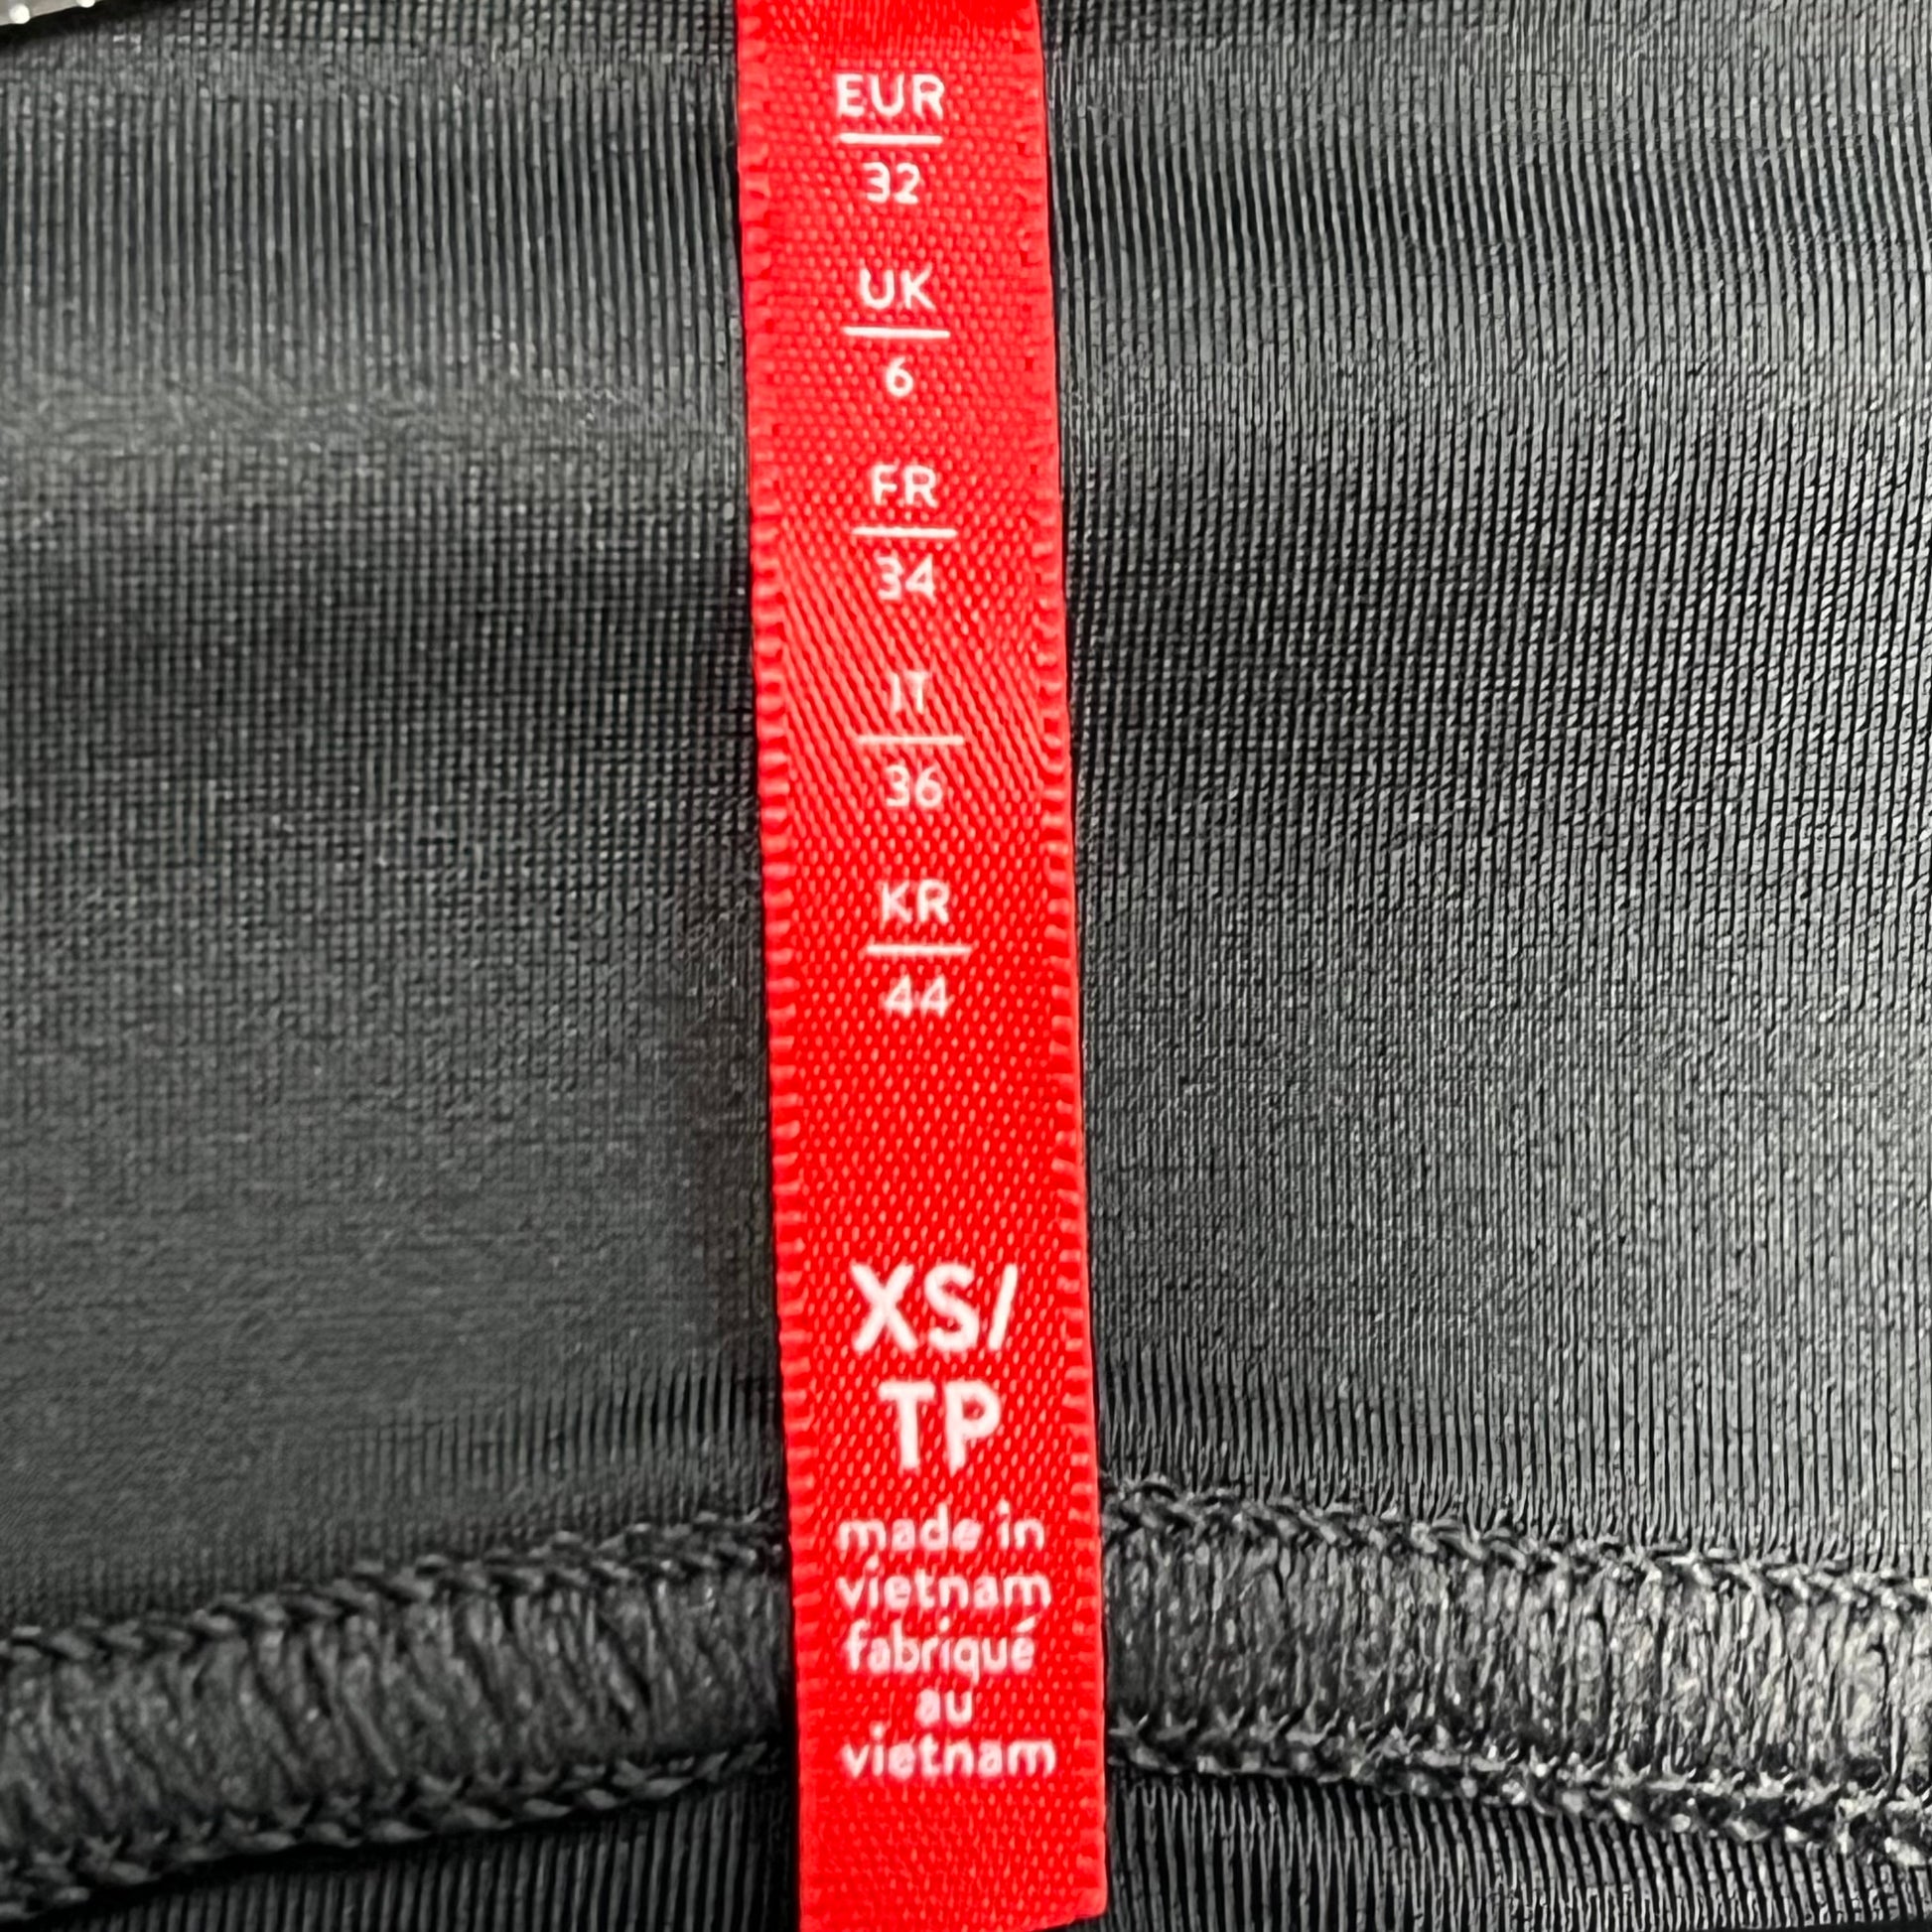 EUR
32
UK
6
FR
34
IT
36
KR
44
XS/
TP
made in
vietnam
fabriqué
au
vietnam